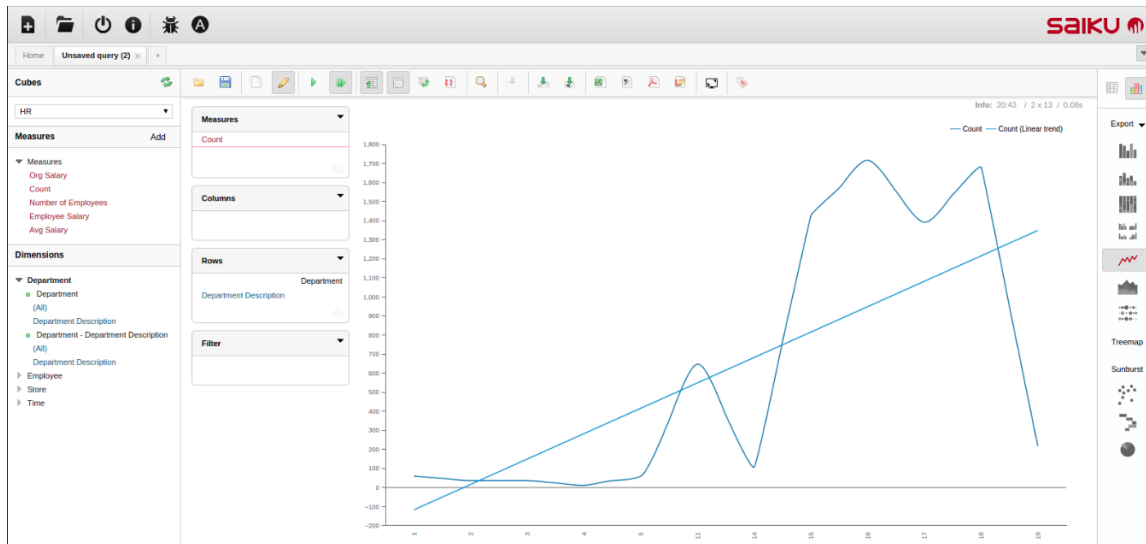 saiku
Home
Unsaved query (2) ×
+
Cubes
HR
Measures Add
Measures
Org Salary
Count
Number of Employees
Employee Salary
Avg Salary
Dimensions
Department
Department
(All)
Department Description
Department - Department Description
(All)
Department Description
Employee
Store
Time
Measures
Count
Columns
Rows
Department
Department Description
Filter
Info: 20:43 / 2 x 13 / 0.08s
Count Count (Linear trend)
1,800
1,700
1,600
1,500
1,400
1,300
1,200
1,100
1,000
900
800
700
600
500
400
300
200
100
0
−100
−200
1 2 3 4 5 11 14 15 16 17 18 19
Export
Treemap
Sunburst